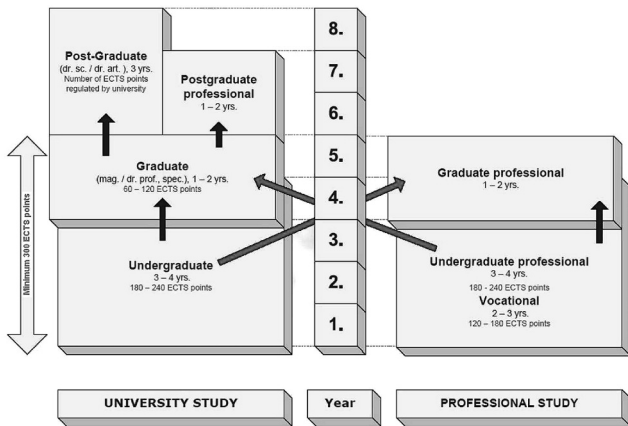 Post-Graduate
(dr. sc. / dr. art.), 3 yrs.
Number of ECTS points
regulated by university
Postgraduate
professional
1 – 2 yrs.
Graduate
(mag. / dr. prof., spec.), 1 – 2 yrs.
60 – 120 ECTS points
Undergraduate
3 – 4 yrs.
180 – 240 ECTS points
Minimum 300 ECTS points
8.
7.
6.
5.
4.
3.
2.
1.
Graduate professional
1 – 2 yrs.
Undergraduate professional
3 – 4 yrs.
180 - 240 ECTS points
Vocational
2 – 3 yrs.
120 – 180 ECTS points
UNIVERSITY STUDY
Year
PROFESSIONAL STUDY